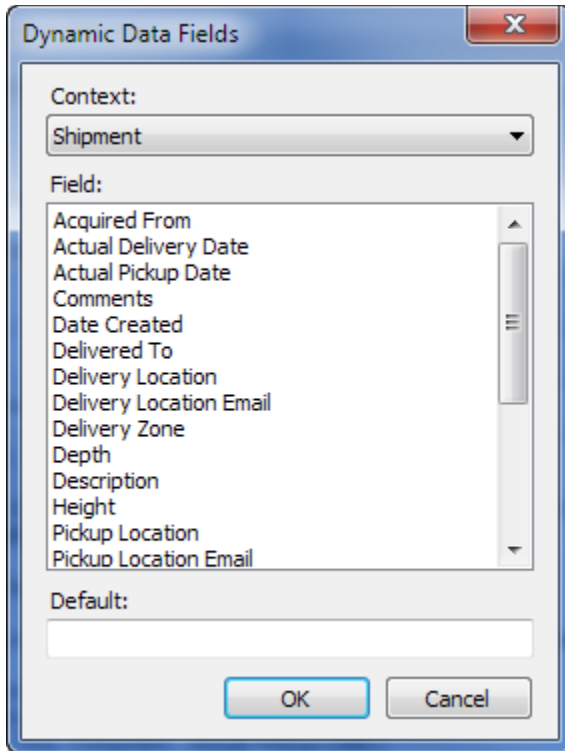 Dynamic Data Fields
Context:
Shipment
Field:
Acquired From
Actual Delivery Date
Actual Pickup Date
Comments
Date Created
Delivered To
Delivery Location
Delivery Location Email
Delivery Zone
Depth
Description
Height
Pickup Location
Pickup Location Email
Default:
OK Cancel